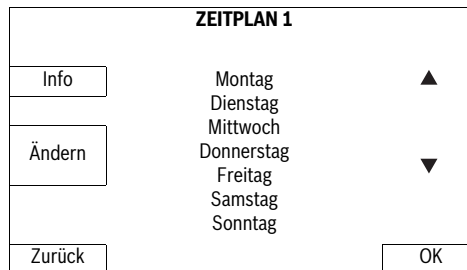 ZEITPLAN 1
Info
Montag
Dienstag
Mittwoch
Ändern
Donnerstag
Freitag
Samstag
Sonntag
Zurück
OK